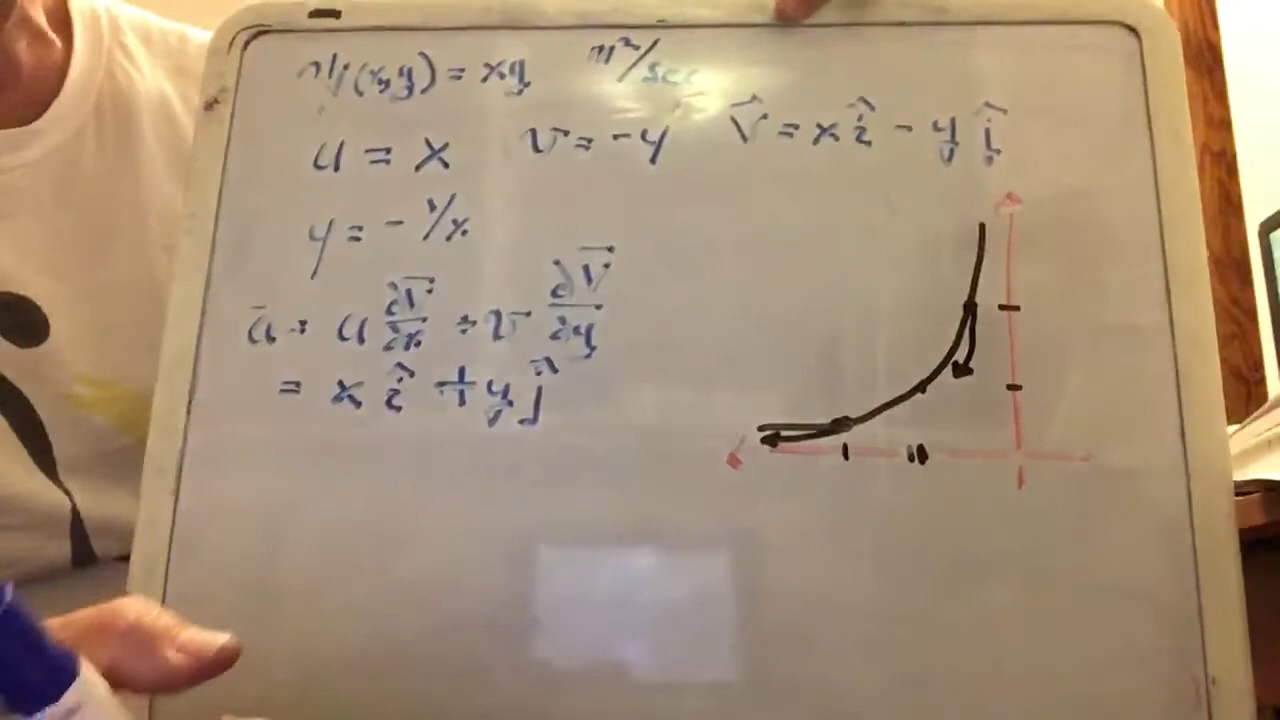 ψ(x,y) = xy m²/sec
u = x v = -y V⃗ = x î - y ĵ
y = - 1/x
a̅ = u ∂V⃗/∂x + v ∂V⃗/∂y
= x î + y ĵ